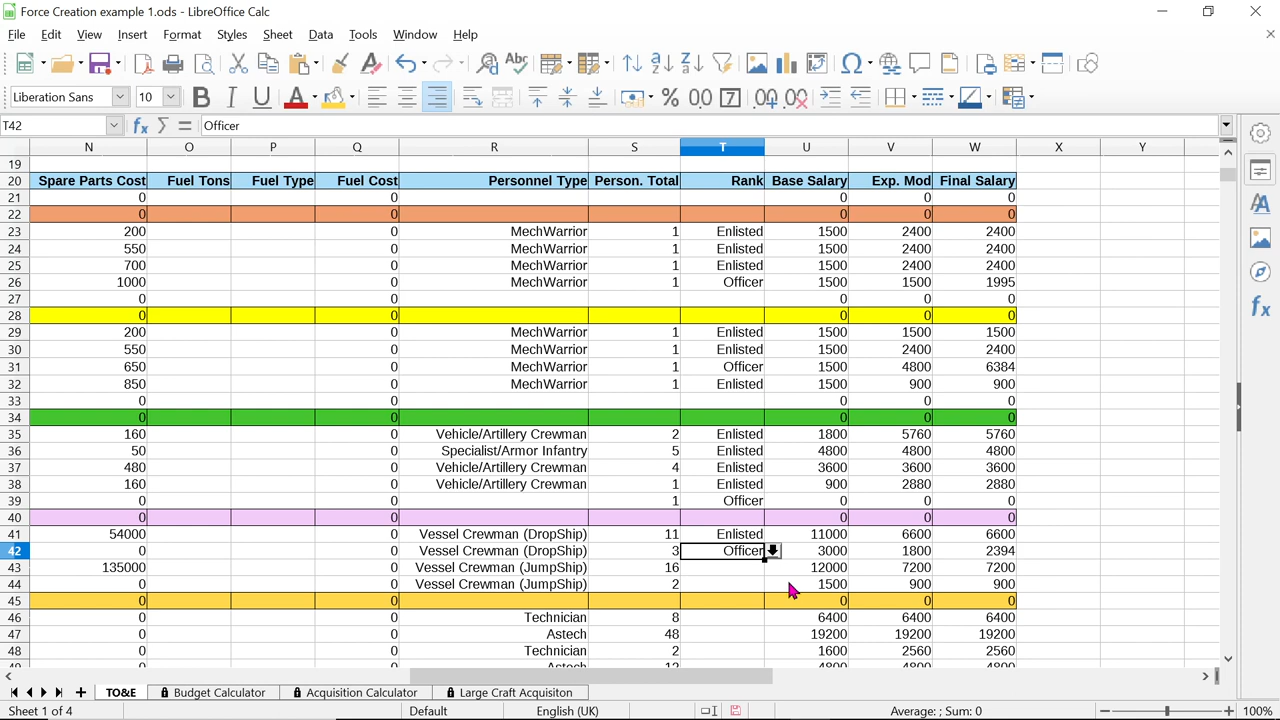 Force Creation example 1.ods - LibreOffice Calc
File Edit View Insert Format Styles Sheet Data Tools Window Help
Liberation Sans 10
T42 Officer
N O P Q R S T U V W X Y
19
20 Spare Parts Cost Fuel Tons Fuel Type Fuel Cost Personnel Type Person. Total Rank Base Salary Exp. Mod Final Salary
21 0 0 0 0 0
22 0 0 0 0 0
23 200 0 MechWarrior 1 Enlisted 1500 2400 2400
24 550 0 MechWarrior 1 Enlisted 1500 2400 2400
25 700 0 MechWarrior 1 Enlisted 1500 2400 2400
26 1000 0 MechWarrior 1 Officer 1500 1500 1995
27 0 0 0 0 0
28 0 0 0 0 0
29 200 0 MechWarrior 1 Enlisted 1500 1500 1500
30 550 0 MechWarrior 1 Enlisted 1500 2400 2400
31 650 0 MechWarrior 1 Officer 1500 4800 6384
32 850 0 MechWarrior 1 Enlisted 1500 900 900
33 0 0 0 0 0
34 0 0 0 0 0
35 160 0 Vehicle/Artillery Crewman 2 Enlisted 1800 5760 5760
36 50 0 Specialist/Armor Infantry 5 Enlisted 4800 4800 4800
37 480 0 Vehicle/Artillery Crewman 4 Enlisted 3600 3600 3600
38 160 0 Vehicle/Artillery Crewman 1 Enlisted 900 2880 2880
39 0 0 1 Officer 0 0 0
40 0 0 0 0 0
41 54000 0 Vessel Crewman (DropShip) 11 Enlisted 11000 6600 6600
42 0 0 Vessel Crewman (DropShip) 3 Officer 3000 1800 2394
43 135000 0 Vessel Crewman (JumpShip) 16 12000 7200 7200
44 0 0 Vessel Crewman (JumpShip) 2 1500 900 900
45 0 0 0 0 0
46 0 0 Technician 8 6400 6400 6400
47 0 0 Astech 48 19200 19200 19200
48 0 0 Technician 2 1600 2560 2560
49 0 0 Astech 12 4800 4800 4800
TO&E Budget Calculator Acquisition Calculator Large Craft Acquisiton
Sheet 1 of 4 Default English (UK) Average: ; Sum: 0 100%